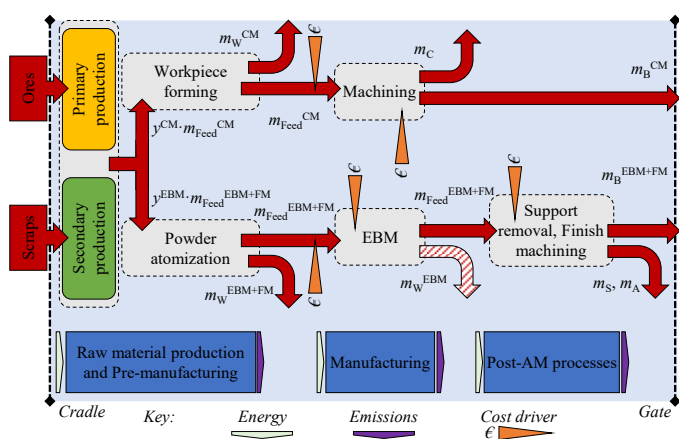 Ores
Scraps
Primary
production
Secondary
production
Workpiece
forming
Powder
atomization
Machining
EBM
Support
removal, Finish
machining
m_W^CM
€
m_Feed^CM
m_C
m_B^CM
€
y^CM·m_Feed^CM
y^EBM·m_Feed^EBM+FM
m_Feed^EBM+FM
€
m_W^EBM+FM
€
m_Feed^EBM+FM
m_W^EBM
€
m_B^EBM+FM
m_S, m_A
Raw material production
and Pre-manufacturing
Manufacturing
Post-AM processes
Cradle
Key:
Energy
Emissions
Cost driver
€
Gate